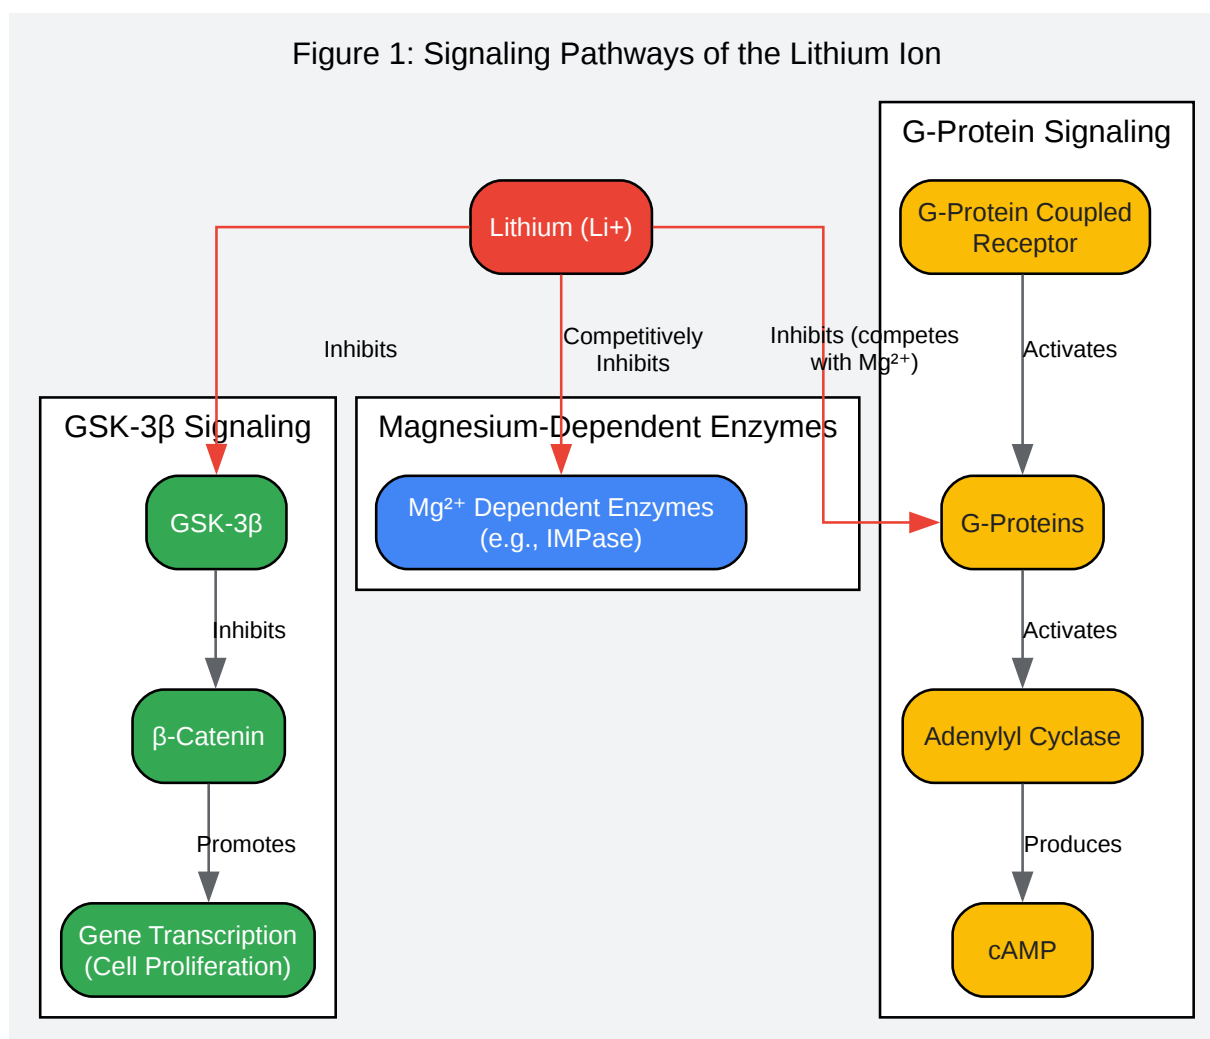 Figure 1: Signaling Pathways of the Lithium Ion
G-Protein Signaling
Lithium (Li+)
G-Protein Coupled
Receptor
Inhibits
Competitively
Inhibits
Inhibits (competes
with Mg²⁺)
Activates
GSK-3β Signaling
Magnesium-Dependent Enzymes
GSK-3β
Mg²⁺ Dependent Enzymes
(e.g., IMPase)
G-Proteins
Inhibits
Activates
β-Catenin
Adenylyl Cyclase
Promotes
Produces
Gene Transcription
(Cell Proliferation)
cAMP